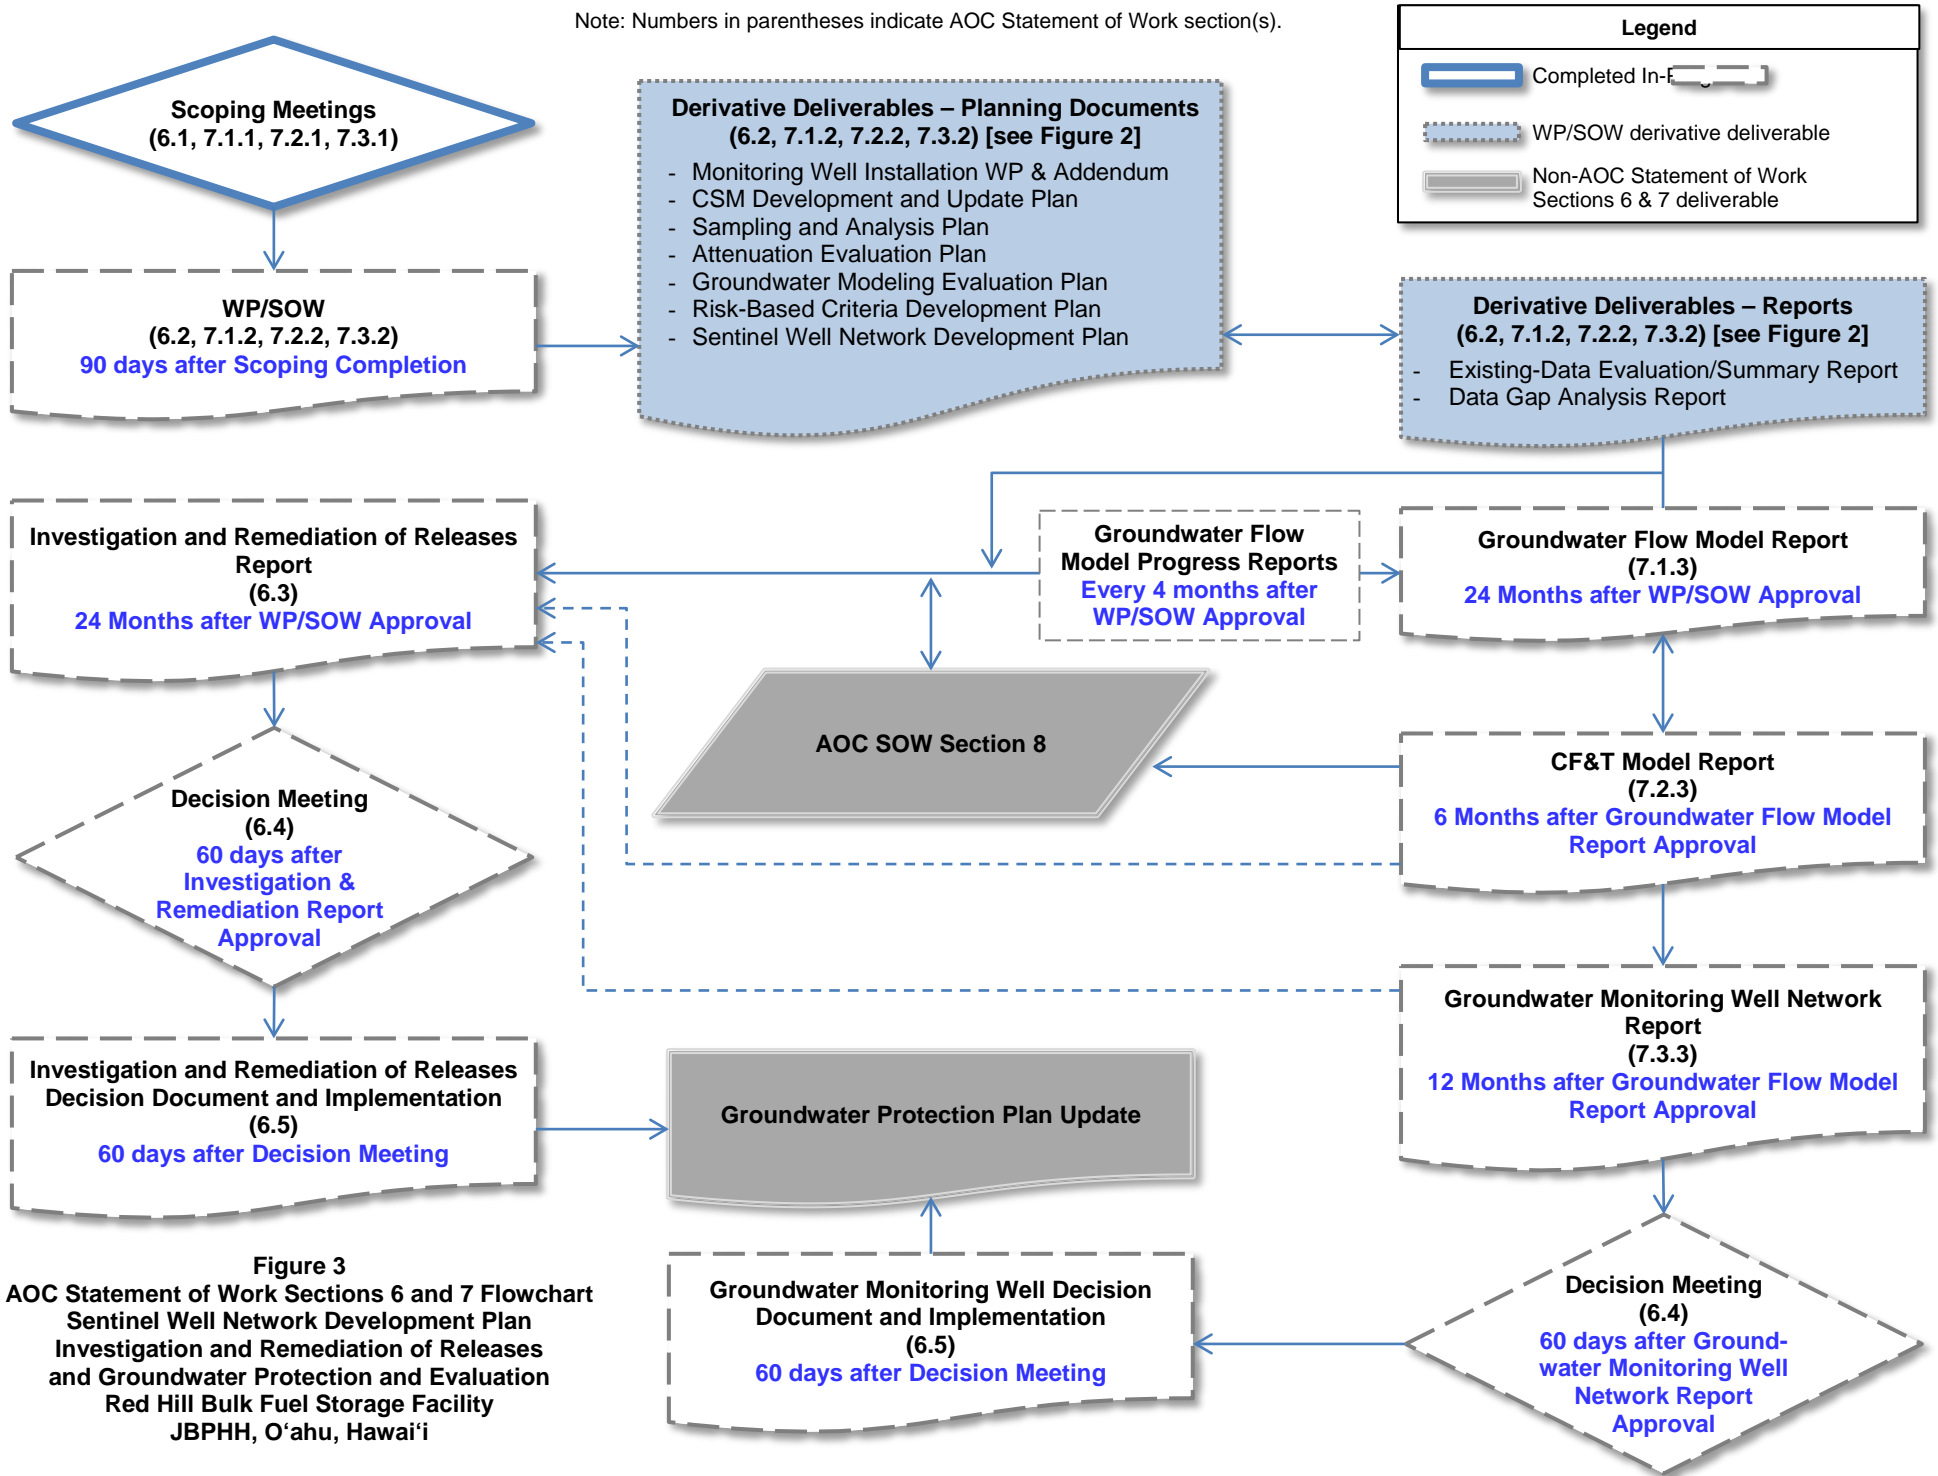 Note: Numbers in parentheses indicate AOC Statement of Work section(s).
Legend
Completed In-
WP/SOW derivative deliverable
Non-AOC Statement of Work
Sections 6 & 7 deliverable
Scoping Meetings
(6.1, 7.1.1, 7.2.1, 7.3.1)
Derivative Deliverables – Planning Documents
(6.2, 7.1.2, 7.2.2, 7.3.2) [see Figure 2]
- Monitoring Well Installation WP & Addendum
- CSM Development and Update Plan
- Sampling and Analysis Plan
- Attenuation Evaluation Plan
- Groundwater Modeling Evaluation Plan
- Risk-Based Criteria Development Plan
- Sentinel Well Network Development Plan
WP/SOW
(6.2, 7.1.2, 7.2.2, 7.3.2)
90 days after Scoping Completion
Derivative Deliverables – Reports
(6.2, 7.1.2, 7.2.2, 7.3.2) [see Figure 2]
- Existing-Data Evaluation/Summary Report
- Data Gap Analysis Report
Investigation and Remediation of Releases
Report
(6.3)
24 Months after WP/SOW Approval
Groundwater Flow
Model Progress Reports
Every 4 months after
WP/SOW Approval
Groundwater Flow Model Report
(7.1.3)
24 Months after WP/SOW Approval
AOC SOW Section 8
CF&T Model Report
(7.2.3)
6 Months after Groundwater Flow Model
Report Approval
Decision Meeting
(6.4)
60 days after
Investigation &
Remediation Report
Approval
Groundwater Monitoring Well Network
Report
(7.3.3)
12 Months after Groundwater Flow Model
Report Approval
Investigation and Remediation of Releases
Decision Document and Implementation
(6.5)
60 days after Decision Meeting
Groundwater Protection Plan Update
Groundwater Monitoring Well Decision
Document and Implementation
(6.5)
60 days after Decision Meeting
Decision Meeting
(6.4)
60 days after Ground-
water Monitoring Well
Network Report
Approval
Figure 3
AOC Statement of Work Sections 6 and 7 Flowchart
Sentinel Well Network Development Plan
Investigation and Remediation of Releases
and Groundwater Protection and Evaluation
Red Hill Bulk Fuel Storage Facility
JBPHH, Oʻahu, Hawaiʻi